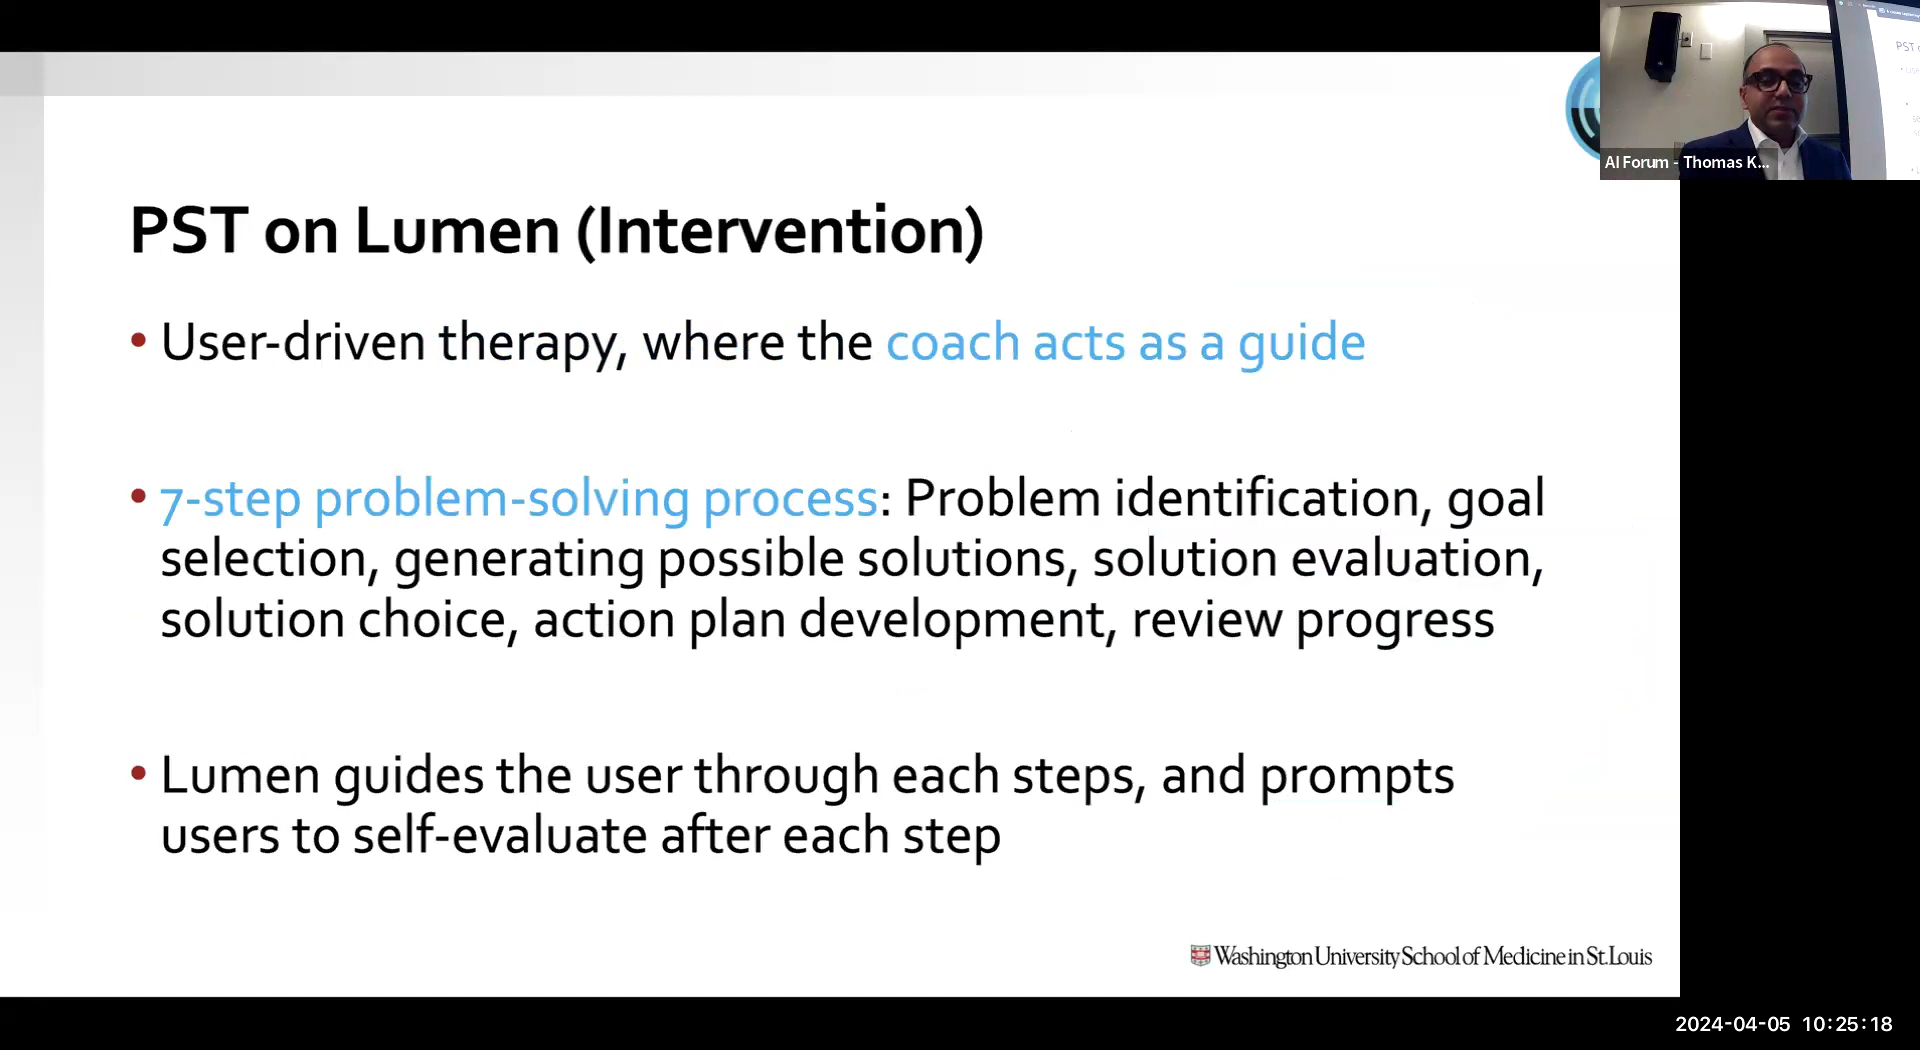 AI Forum - Thomas K...
PST on Lumen (Intervention)
• User-driven therapy, where the coach acts as a guide
• 7-step problem-solving process: Problem identification, goal
selection, generating possible solutions, solution evaluation,
solution choice, action plan development, review progress
• Lumen guides the user through each steps, and prompts
users to self-evaluate after each step
Washington University School of Medicine in St. Louis
2024-04-05 10:25:18